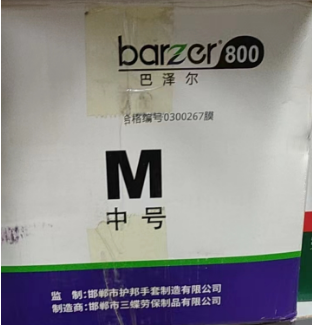 barzer® 800
巴泽尔
格编号0300267膜
M
中号
监 制:邯郸市护邦手套制造有限公司
制造商:邯郸市三蝶劳保制品有限公司